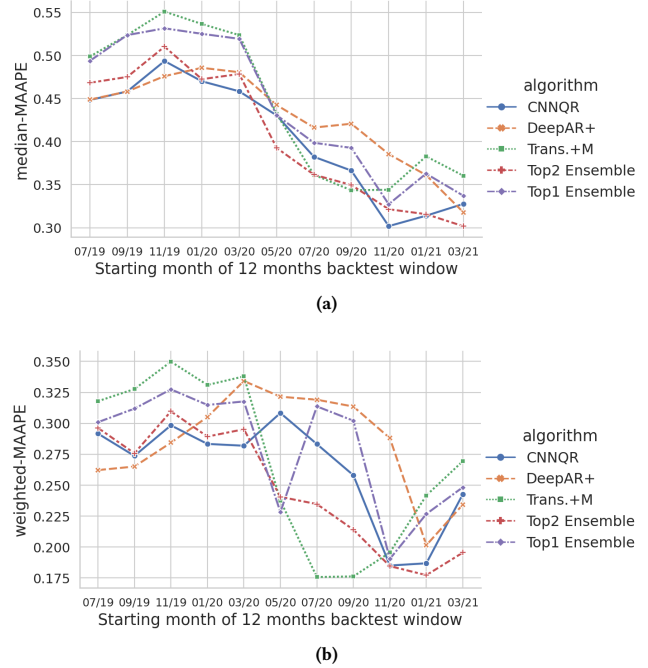 0.55
0.50
0.45
0.40
0.35
0.30
median-MAAPE
07/19 09/19 11/19 01/20 03/20 05/20 07/20 09/20 11/20 01/21 03/21
Starting month of 12 months backtest window
algorithm
CNNQR
DeepAR+
Trans.+M
Top2 Ensemble
Top1 Ensemble
(a)
0.350
0.325
0.300
0.275
0.250
0.225
0.200
0.175
weighted-MAAPE
07/19 09/19 11/19 01/20 03/20 05/20 07/20 09/20 11/20 01/21 03/21
Starting month of 12 months backtest window
algorithm
CNNQR
DeepAR+
Trans.+M
Top2 Ensemble
Top1 Ensemble
(b)